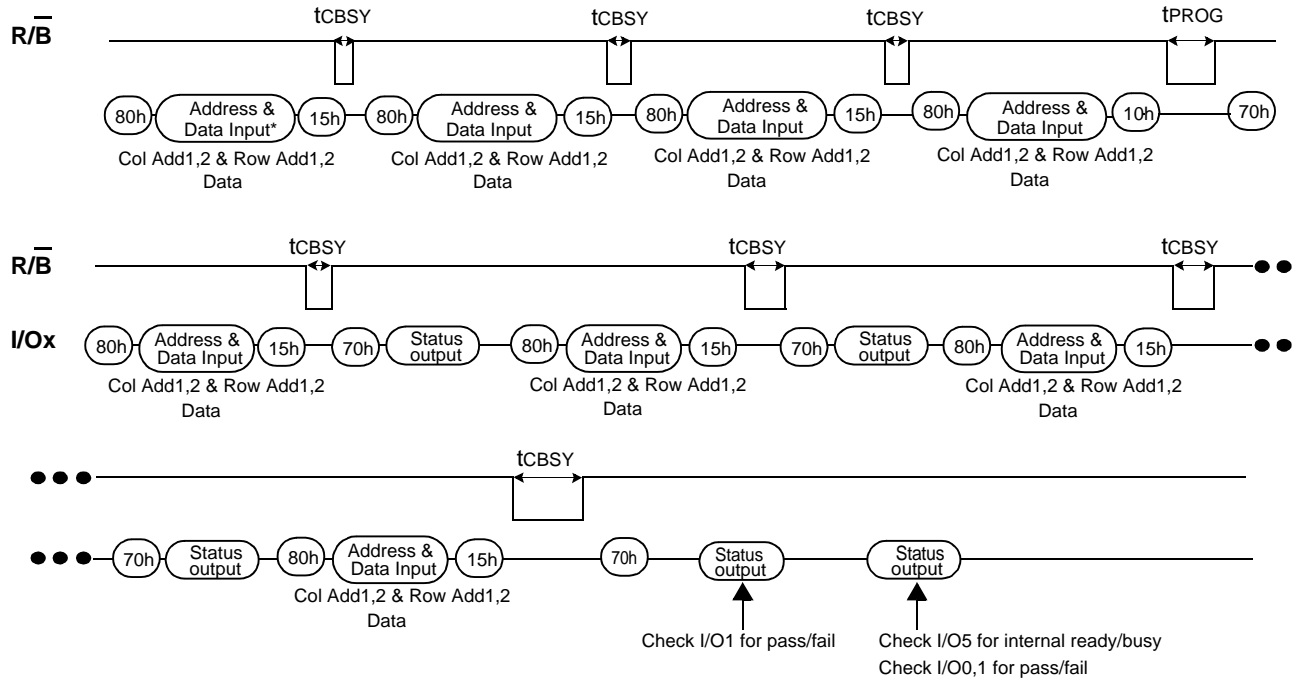 tCBSY tCBSY tCBSY tPROG
R/B̅
80h Address & Data Input* 15h 80h Address & Data Input 15h 80h Address & Data Input 15h 80h Address & Data Input 10h 70h
Col Add1,2 & Row Add1,2 Col Add1,2 & Row Add1,2 Col Add1,2 & Row Add1,2 Col Add1,2 & Row Add1,2
Data Data Data Data
tCBSY tCBSY tCBSY
R/B̅
I/Ox 80h Address & Data Input 15h 70h Status output 80h Address & Data Input 15h 70h Status output 80h Address & Data Input 15h
Col Add1,2 & Row Add1,2 Col Add1,2 & Row Add1,2 Col Add1,2 & Row Add1,2
Data Data Data
tCBSY
70h Status output 80h Address & Data Input 15h 70h Status output Status output
Col Add1,2 & Row Add1,2
Data
Check I/O1 for pass/fail Check I/O5 for internal ready/busy
Check I/O0,1 for pass/fail